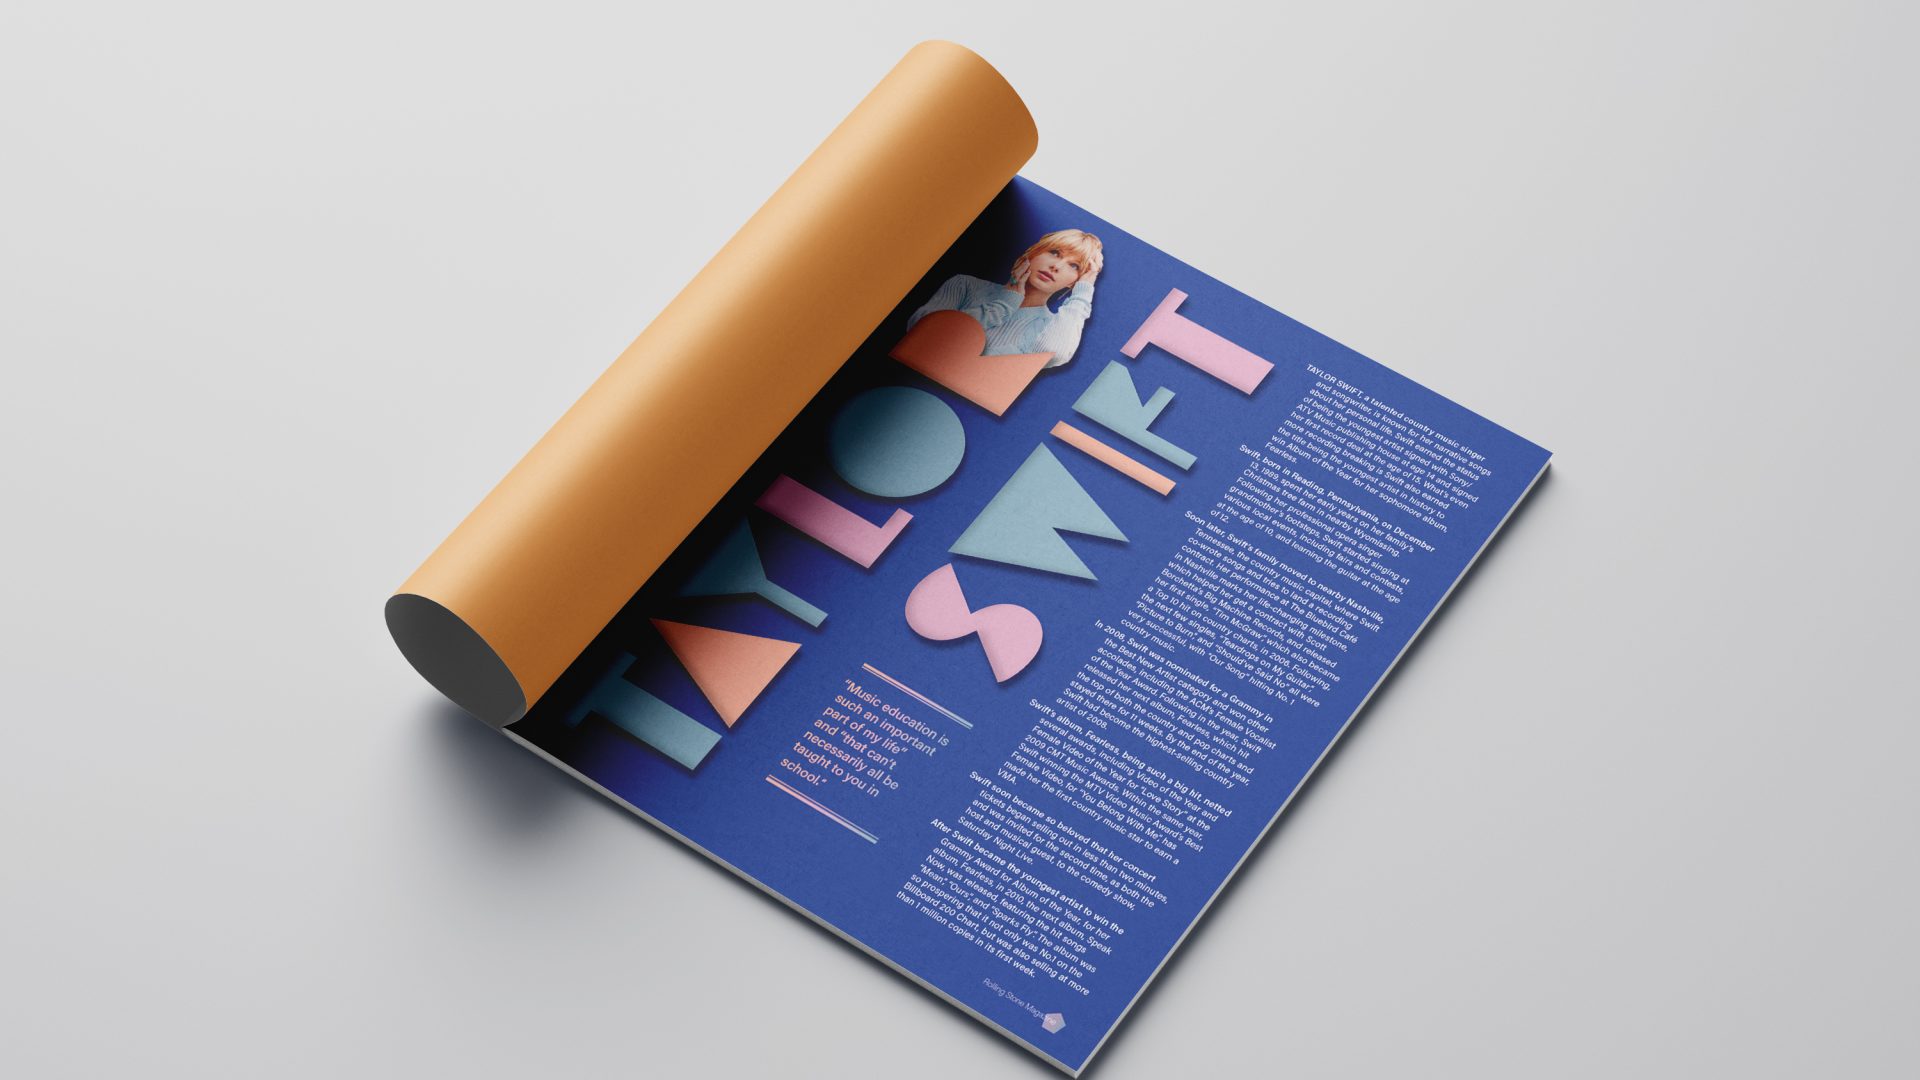 TAYLOR
SWIFT
"Music education is
such an important
part of my life"
and "that can't
necessarily all be
taught to you in
school."
TAYLOR SWIFT, a talented country music singer
and songwriter, is known for her narrative songs
about her personal life. Swift earned the status
of being the youngest artist signed with Sony/
ATV Music publishing house at age 14 and signed
her first record deal at the age of 15. What's even
more recording breaking is Swift also earned
the title being the youngest artist in history to
win Album of the Year for her sophomore album,
Fearless.
Swift, born in Reading, Pennsylvania, on December
13, 1989, spent her early years on her family's
Christmas tree farm in nearby Wyomissing.
Following her professional opera singer
grandmother's footsteps, Swift started singing at
various local events, including fairs and contests,
at the age of 10, and learning the guitar at the age
of 12.
Soon later, Swift's family moved to nearby Nashville,
Tennessee, the country music capital, where Swift
co-wrote songs and tries to land a recording
contract. Her performance at The Bluebird Café
in Nashville marks her life-changing milestone,
which helped her get a contract with Scott
Borchetta's Big Machine Records, and released
her first single, "Tim McGraw", which also became
a Top 10 hit on country charts, in 2006. Following,
the next few singles, "Teardrops on My Guitar,"
"Picture to Burn", and "Should've Said No" all were
very successful, with "Our Song" hitting No. 1
country music.
In 2008, Swift was nominated for a Grammy in
the Best New Artist category and won other
accolades, including the ACM's Female Vocalist
of the Year Award. Following in the year, Swift
released her next album, Fearless, which hit
the top of both the country and pop charts and
stayed there for 11 weeks. By the end of the year,
Swift had become the highest-selling country
artist of 2008.
Swift's album, Fearless, being such a big hit, netted
several awards, including Video of the Year and
Female Video of the Year for "Love Story" at the
2009 CMT Music Awards. Within the same year,
Swift winning the MTV Video Music Award's Best
Female Video, for "You Belong With Me", has
made her the first country music star to earn a
VMA.
Swift soon became so beloved that her concert
tickets began selling out in less than two minutes,
and was invited for the second time, as both the
host and musical guest, to the comedy show,
Saturday Night Live.
After Swift became the youngest artist to win the
Grammy Award for Album of the Year, for her
album, Fearless, in 2010, the next album, Speak
Now, was released, featuring the hit songs
"Mean," "Ours", and "Sparks Fly". The album was
so prospering that it not only was No.1 on the
Billboard 200 Chart, but was also selling at more
than 1 million copies in its first week.
Rolling Stone Magazine